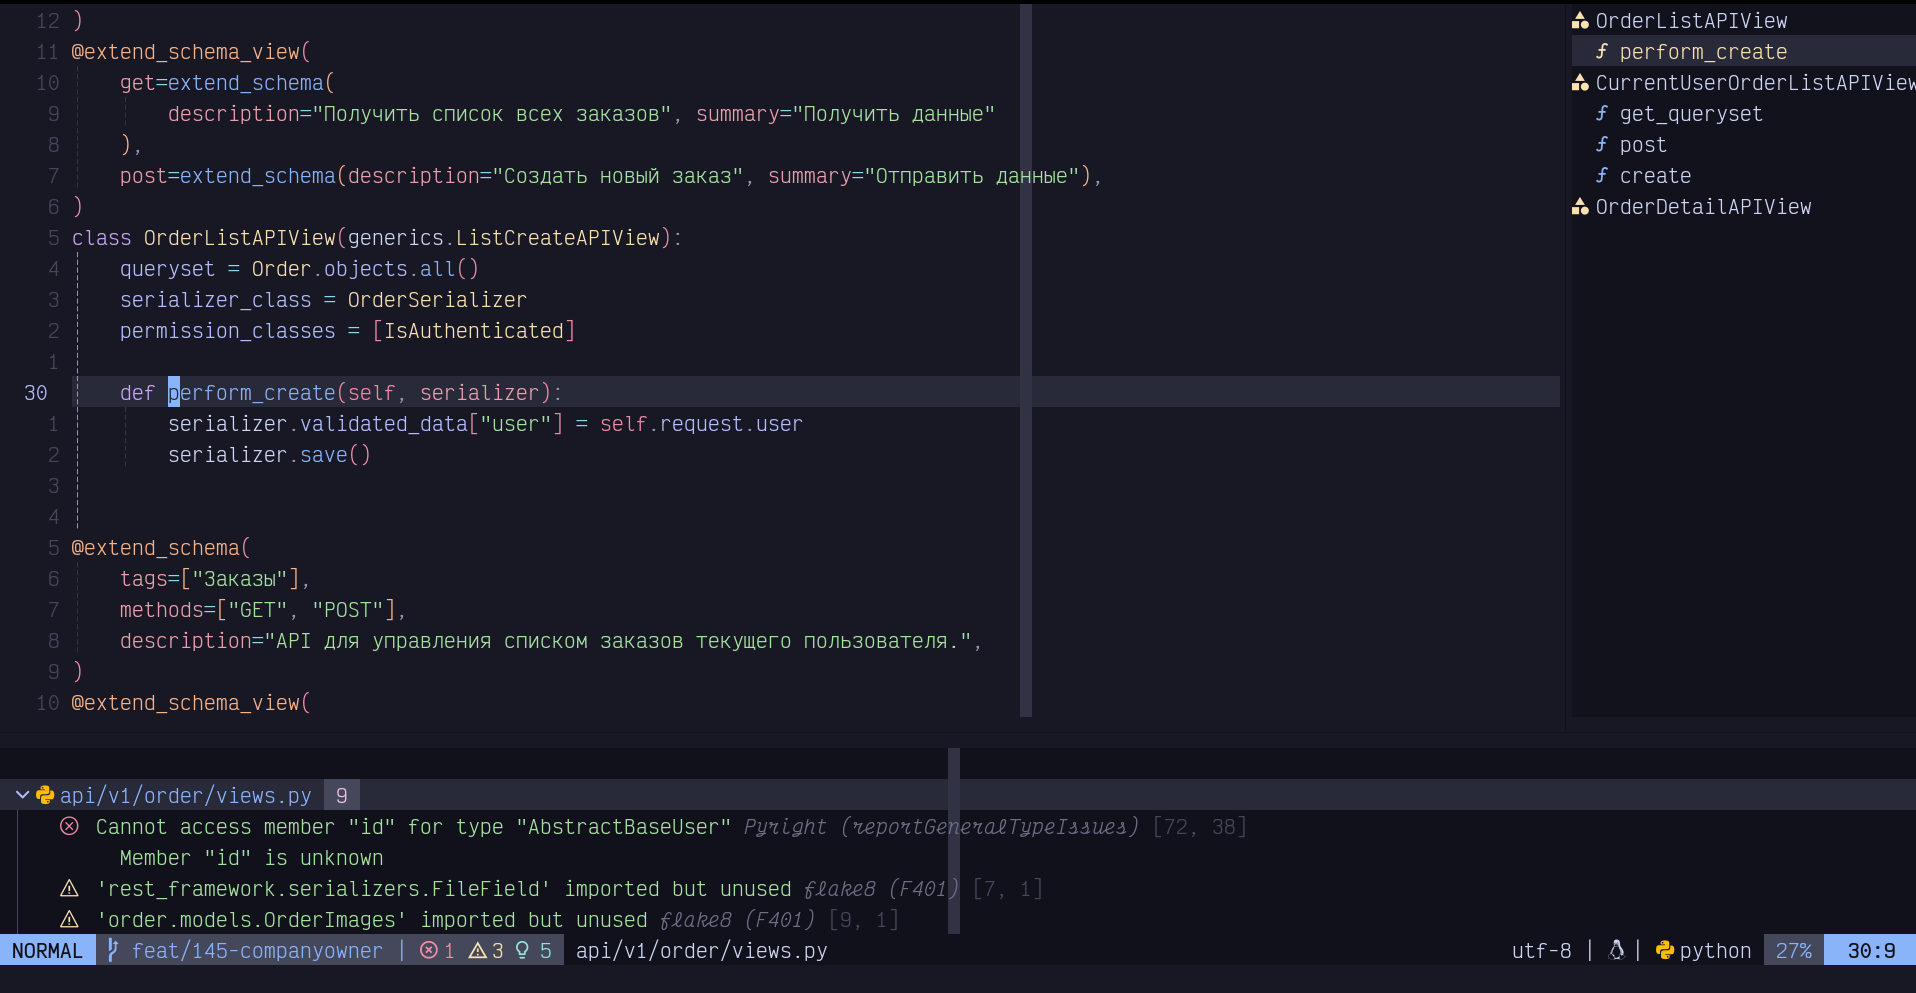 12 )
11 @extend_schema_view(
10     get=extend_schema(
9         description="Получить список всех заказов", summary="Получить данные"
8     ),
7     post=extend_schema(description="Создать новый заказ", summary="Отправить данные"),
6 )
5 class OrderListAPIView(generics.ListCreateAPIView):
4     queryset = Order.objects.all()
3     serializer_class = OrderSerializer
2     permission_classes = [IsAuthenticated]
1
30     def perform_create(self, serializer):
1         serializer.validated_data["user"] = self.request.user
2         serializer.save()
3
4
5 @extend_schema(
6     tags=["Заказы"],
7     methods=["GET", "POST"],
8     description="API для управления списком заказов текущего пользователя.",
9 )
10 @extend_schema_view(
OrderListAPIView
f perform_create
CurrentUserOrderListAPIView
f get_queryset
f post
f create
OrderDetailAPIView
api/v1/order/views.py 9
Cannot access member "id" for type "AbstractBaseUser" Pyright (reportGeneralTypeIssues) [72, 38]
Member "id" is unknown
'rest_framework.serializers.FileField' imported but unused flake8 (F401) [7, 1]
'order.models.OrderImages' imported but unused flake8 (F401) [9, 1]
NORMAL feat/145-companyowner | 1 3 5 api/v1/order/views.py utf-8 | | python 27% 30:9